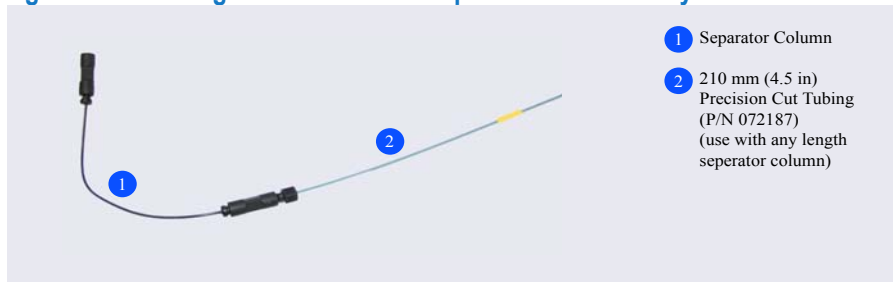 1 Separator Column
2 210 mm (4.5 in)
Precision Cut Tubing
(P/N 072187)
(use with any length
seperator column)
2
1